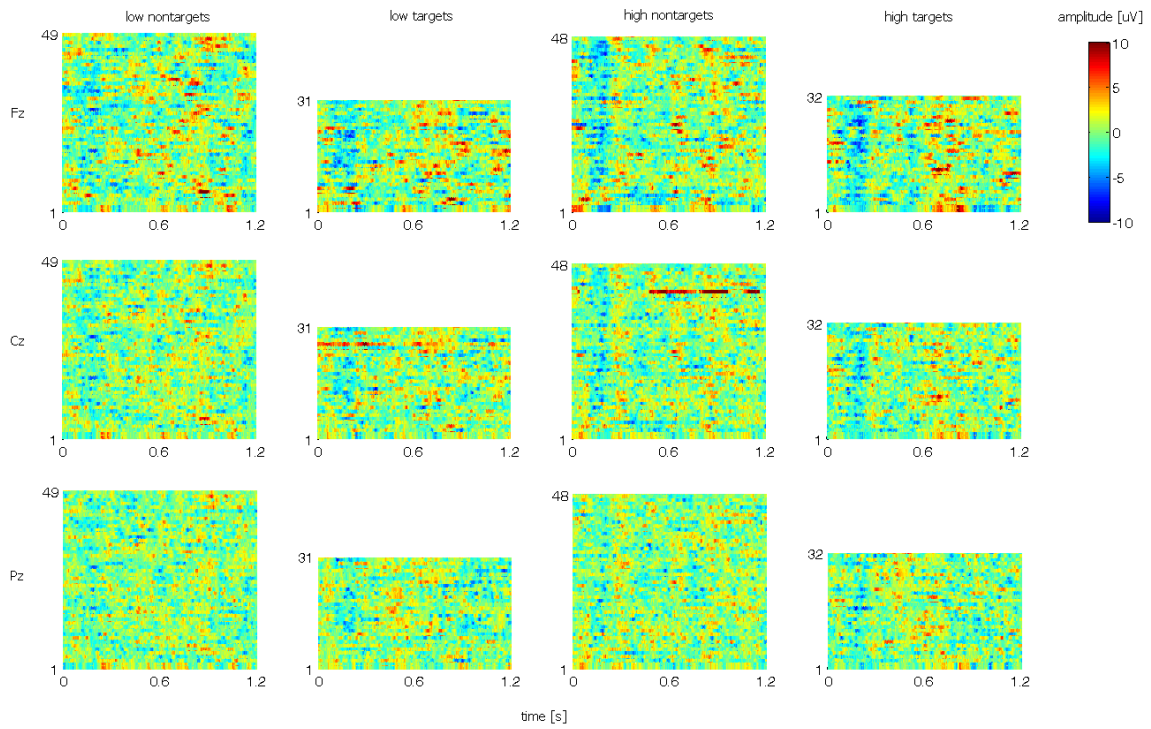 low nontargets low targets high nontargets high targets amplitude [uV]
49 48 10
Fz 31 32 5
0
-5
1 1 1 1 -10
0 0.6 1.2 0 0.6 1.2 0 0.6 1.2 0 0.6 1.2
49 48
Cz 31 32
1 1 1 1
0 0.6 1.2 0 0.6 1.2 0 0.6 1.2 0 0.6 1.2
49 48
Pz 31 32
1 1 1 1
0 0.6 1.2 0 0.6 1.2 0 0.6 1.2 0 0.6 1.2
time [s]